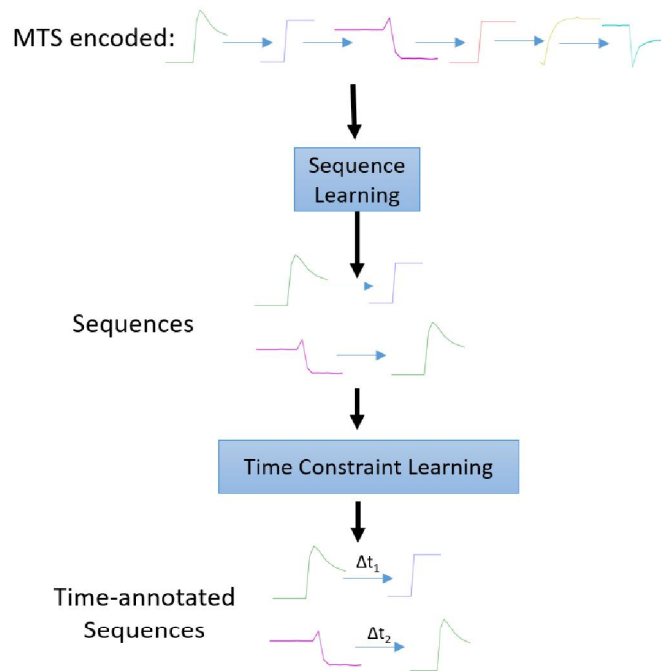 MTS encoded:
Sequence
Learning
Sequences
Time Constraint Learning
Δt₁
Time-annotated
Sequences
Δt₂